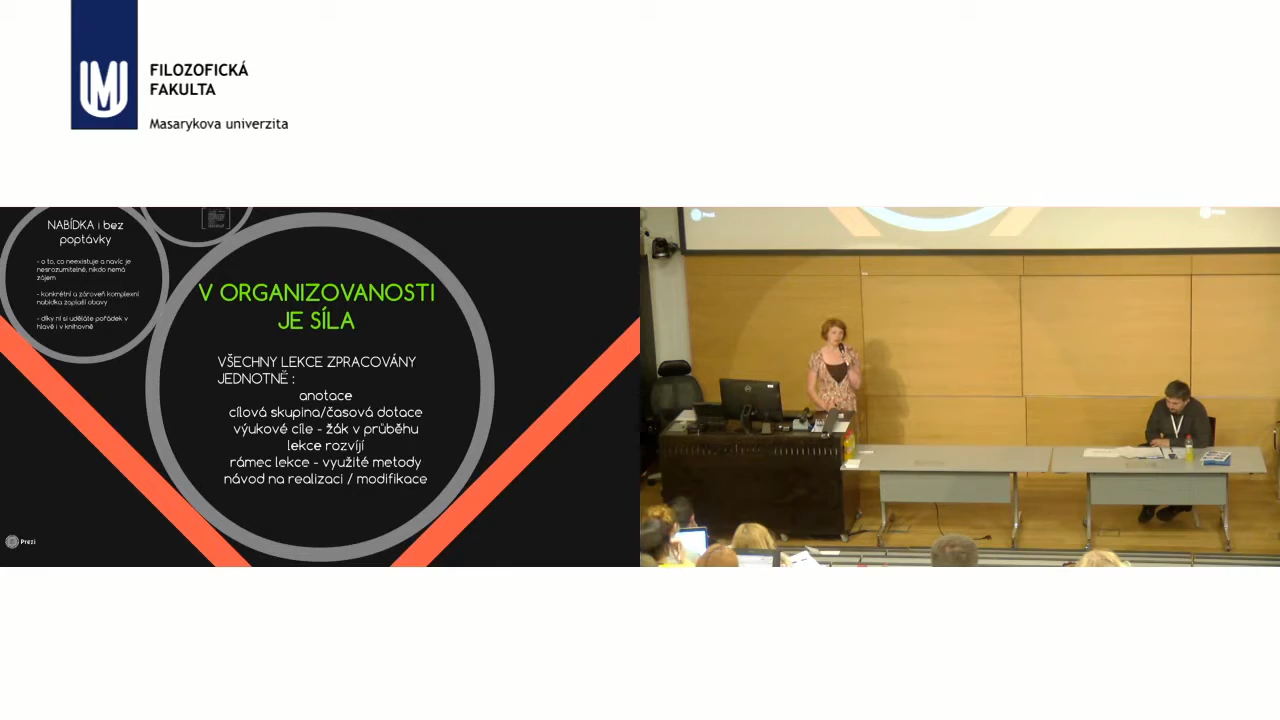 FILOZOFICKÁ
FAKULTA
Masarykova univerzita
NABÍDKA i bez
poptávky
- o to, co neexistuje a navíc je
nesrozumitelné, nikdo nemá
zájem
- konkrétní a zároveň komplexní
nabídka zaplaší obavy
- díky ní si uděláte pořádek v
hlavě i v knihovně
V ORGANIZOVANOSTI
JE SÍLA
VŠECHNY LEKCE ZPRACOVÁNY
JEDNOTNĚ :
anotace
cílová skupina/časová dotace
výukové cíle - žák v průběhu
lekce rozvíjí
rámec lekce - využité metody
návod na realizaci / modifikace
Prezi
Prezi